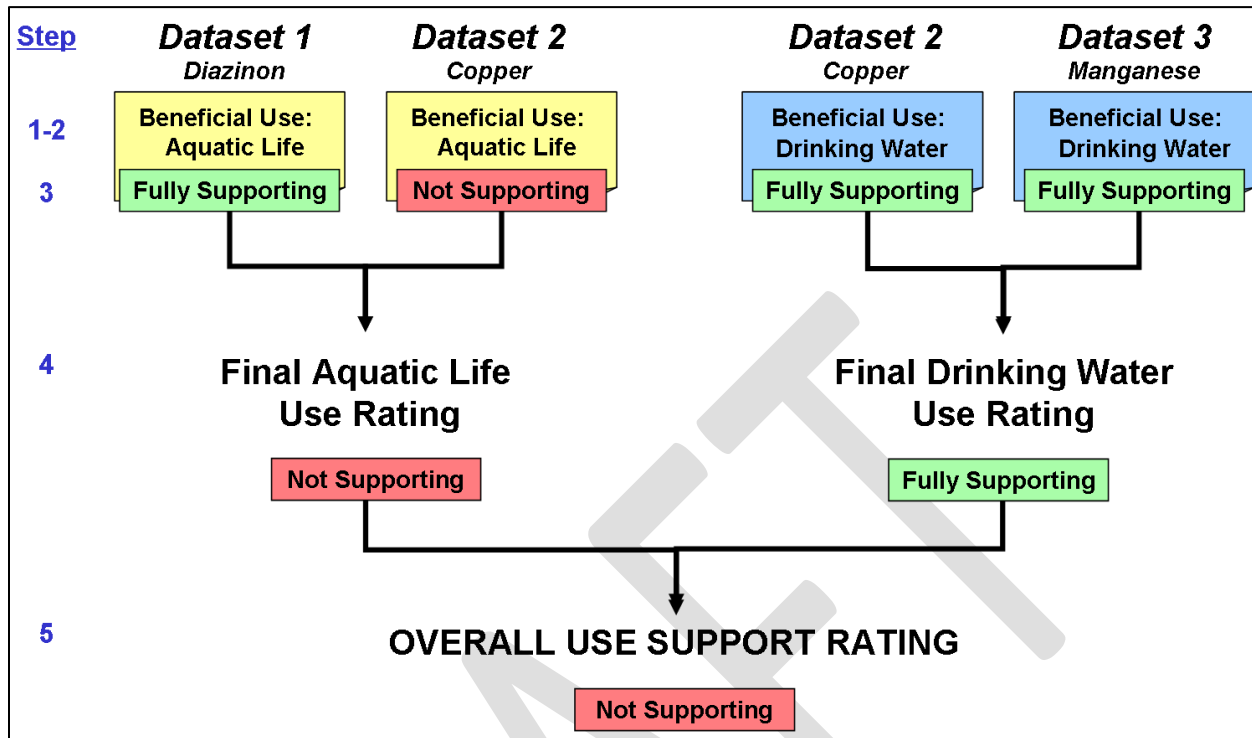 Step
Dataset 1
Dataset 2
Dataset 2
Dataset 3
Diazinon
Copper
Copper
Manganese
1-2
Beneficial Use:
Aquatic Life
Beneficial Use:
Aquatic Life
Beneficial Use:
Drinking Water
Beneficial Use:
Drinking Water
3
Fully Supporting
Not Supporting
Fully Supporting
Fully Supporting
4
Final Aquatic Life
Use Rating
Final Drinking Water
Use Rating
Not Supporting
Fully Supporting
5
OVERALL USE SUPPORT RATING
Not Supporting